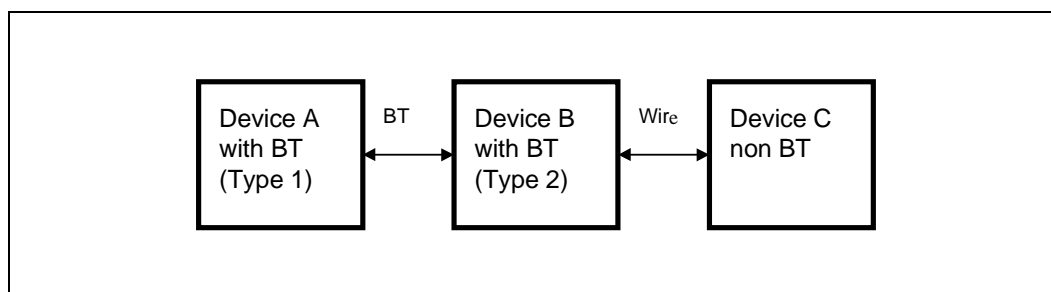 Device A
with BT
(Type 1)
BT
Device B
with BT
(Type 2)
Wire
Device C
non BT